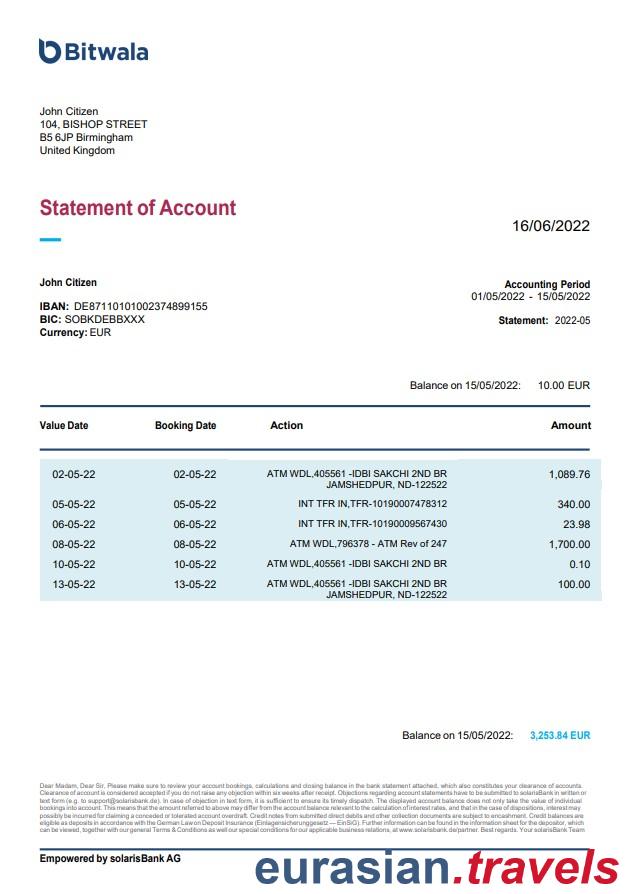 Bitwala
John Citizen
104, BISHOP STREET
B5 6JP Birmingham
United Kingdom
Statement of Account
16/06/2022
John Citizen
IBAN: DE87110101002374899155
BIC: SOBKDEBBXXX
Currency: EUR
Accounting Period
01/05/2022 - 15/05/2022
Statement: 2022-05
Balance on 15/05/2022: 10.00 EUR
Value Date Booking Date Action Amount
02-05-22 02-05-22 ATM WDL,405561 -IDBI SAKCHI 2ND BR 1,089.76
JAMSHEDPUR, ND-122522
05-05-22 05-05-22 INT TFR IN,TFR-10190007478312 340.00
06-05-22 06-05-22 INT TFR IN,TFR-10190009567430 23.98
08-05-22 08-05-22 ATM WDL,796378 - ATM Rev of 247 1,700.00
10-05-22 10-05-22 ATM WDL,405561 -IDBI SAKCHI 2ND BR 0.10
13-05-22 13-05-22 ATM WDL,405561 -IDBI SAKCHI 2ND BR 100.00
JAMSHEDPUR, ND-122522
Balance on 15/05/2022: 3,253.84 EUR
Dear Madam, Dear Sir, Please make sure to review your account bookings, calculations and closing balance in the bank statement attached, which also constitutes your clearance of accounts.
Clearance of account is considered accepted if you do not raise any objection within six weeks after receipt. Objections regarding account statements have to be submitted to solarisBank in written or
text form (e.g. to support@solarisbank.de). In case of objection in text form, it is sufficient to ensure its timely dispatch. The displayed account balance does not only take the value of individual
bookings into account. This means that the amount referred to above may differ from the account balance relevant to the calculation of interest rates, and that in the case of dispositions, interest may
possibly be incurred for claiming a conceded or tolerated account overdraft. Credit notes from submitted direct debits and other collection documents are subject to encashment. Credit balances are
eligible as deposits in accordance with the German Law on Deposit Insurance (Einlagensicherungsgesetz — EinSiG). Further information can be found in the information sheet for the depositor, which
can be viewed, together with our general Terms & Conditions as well our special conditions for our applicable business relations, at www.solarisbank.de/partner. Best regards. Your solarisBank Team
Empowered by solarisBank AG
eurasian.travels